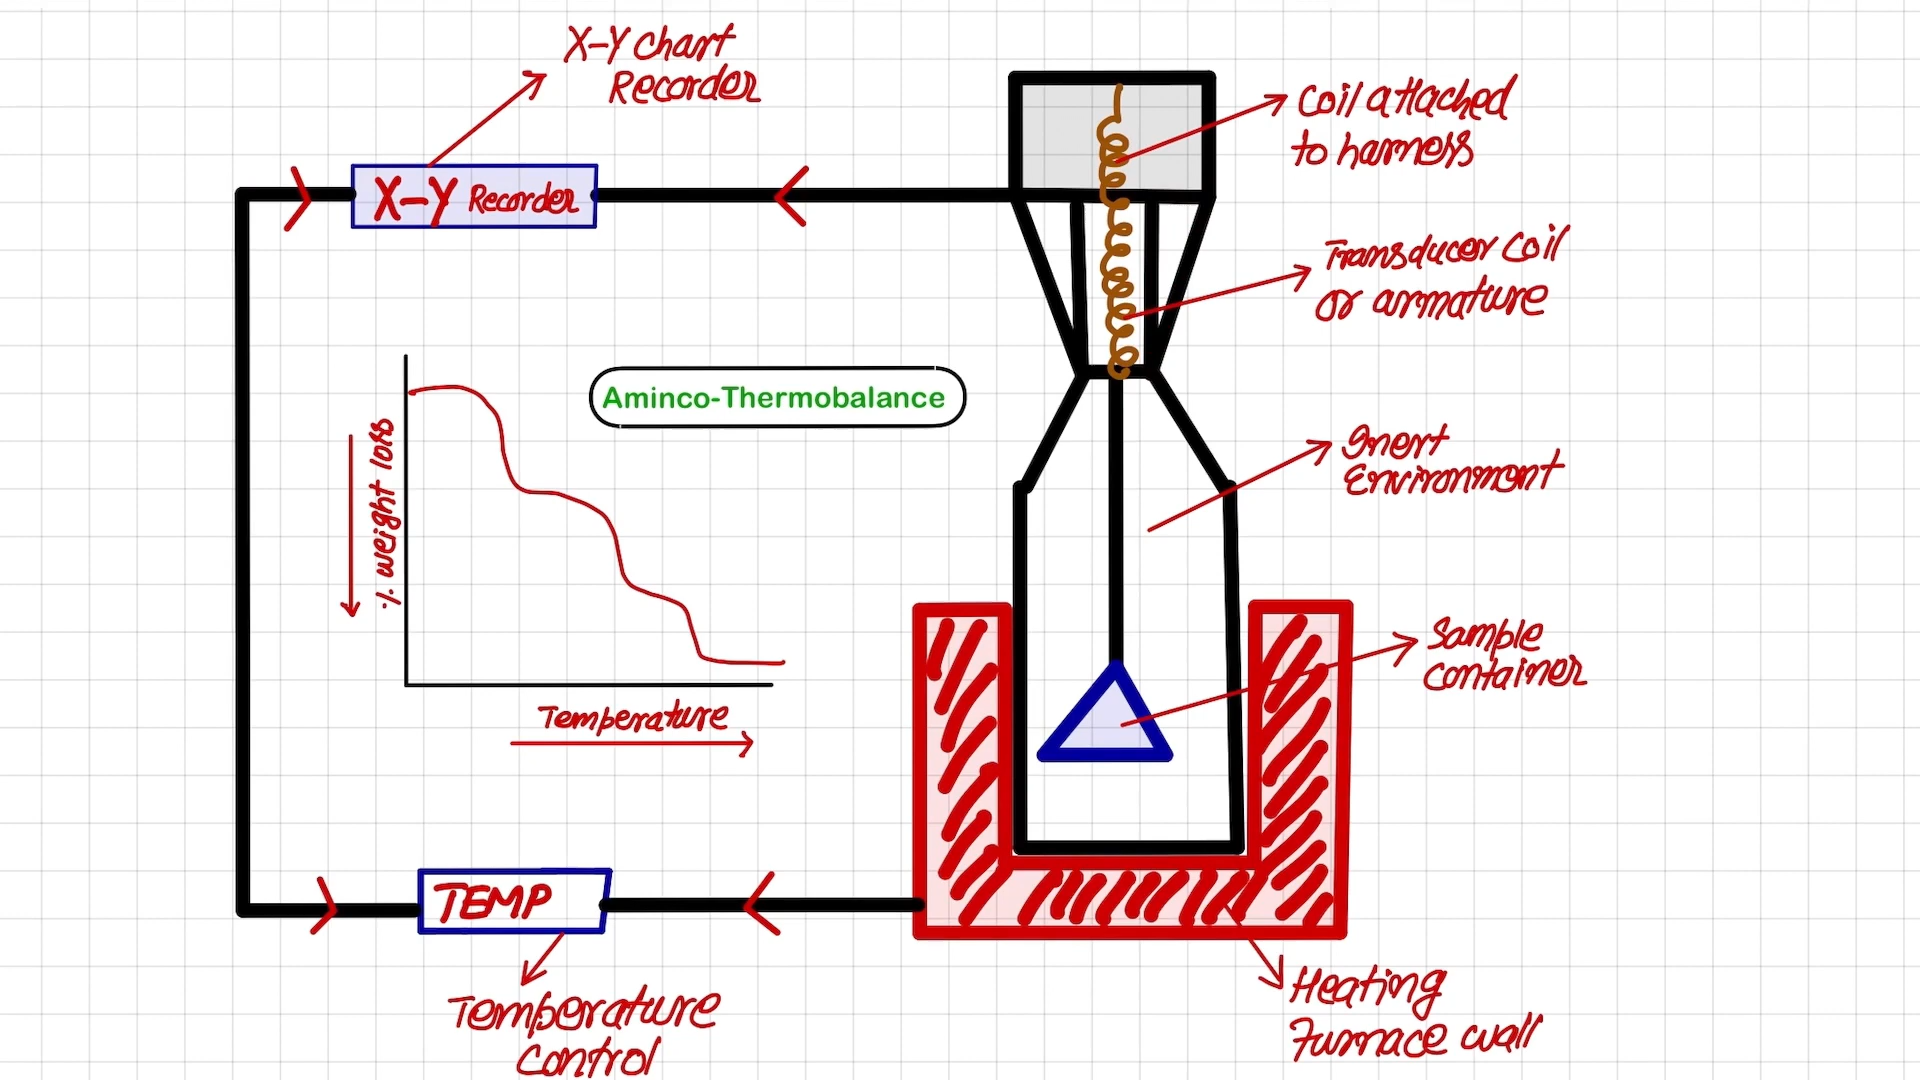 X-Y Chart
Recorder
X-Y Recorder
Coil attached
to harness
Transducer Coil
or armature
Aminco-Thermobalance
% weight loss
Temperature
Inert
Environment
Sample
container
TEMP
Temperature
Control
Heating
Furnace wall